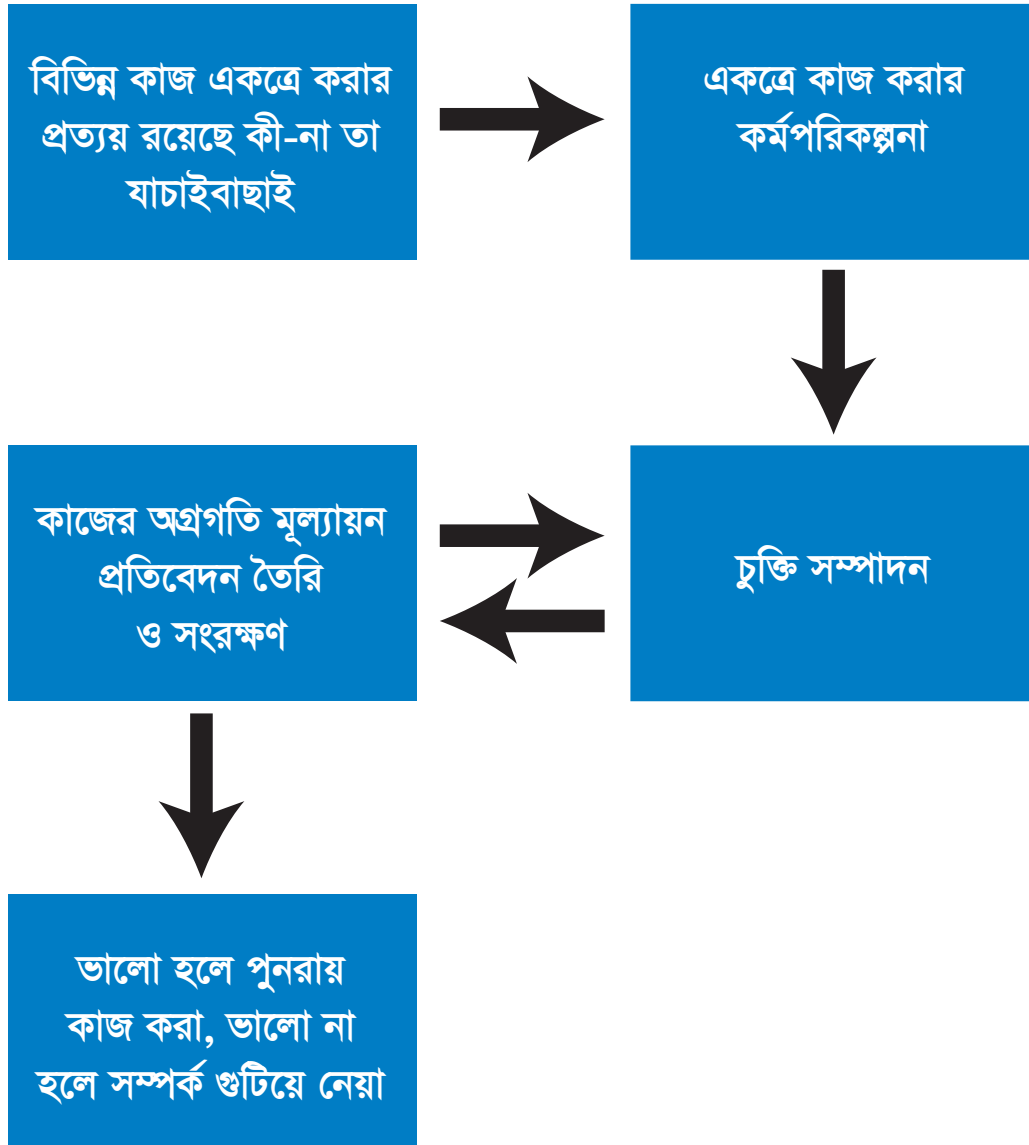 বিভিন্ন কাজ একত্রে করার
প্রত্যয় রয়েছে কী-না তা
যাচাইবাছাই
একত্রে কাজ করার
কর্মপরিকল্পনা
কাজের অগ্রগতি মূল্যায়ন
প্রতিবেদন তৈরি
ও সংরক্ষণ
চুক্তি সম্পাদন
ভালো হলে পুনরায়
কাজ করা, ভালো না
হলে সম্পর্ক গুটিয়ে নেয়া